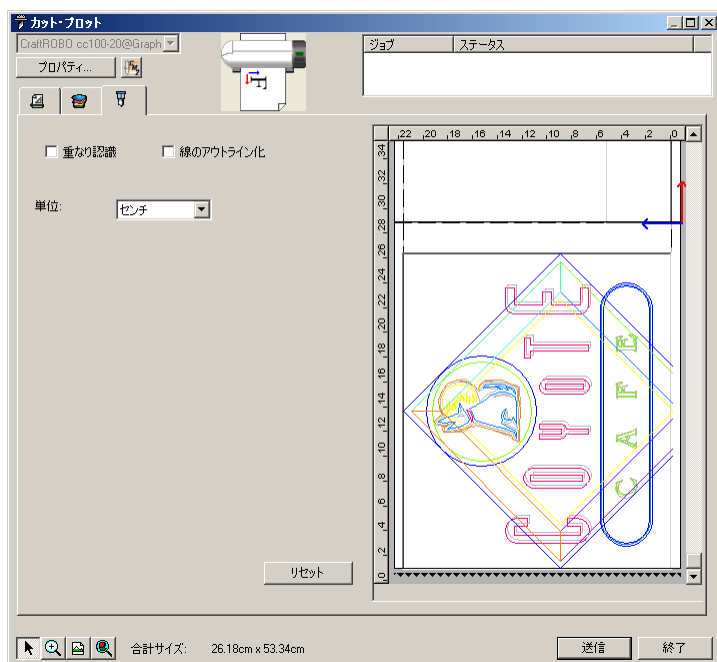 カット・プロット
CraftROBO cc100-20@Graph
プロパティ...
ジョブ ステータス
重なり認識 線のアウトライン化
単位: センチ
22 20 18 16 14 12 10 8 6 4 2 0
34
32
30
28
26
24
22
20
18
16
14
12
10
8
6
4
2
0
COYOTE
CAFE
リセット
合計サイズ: 26.18cm x 53.34cm
送信 終了